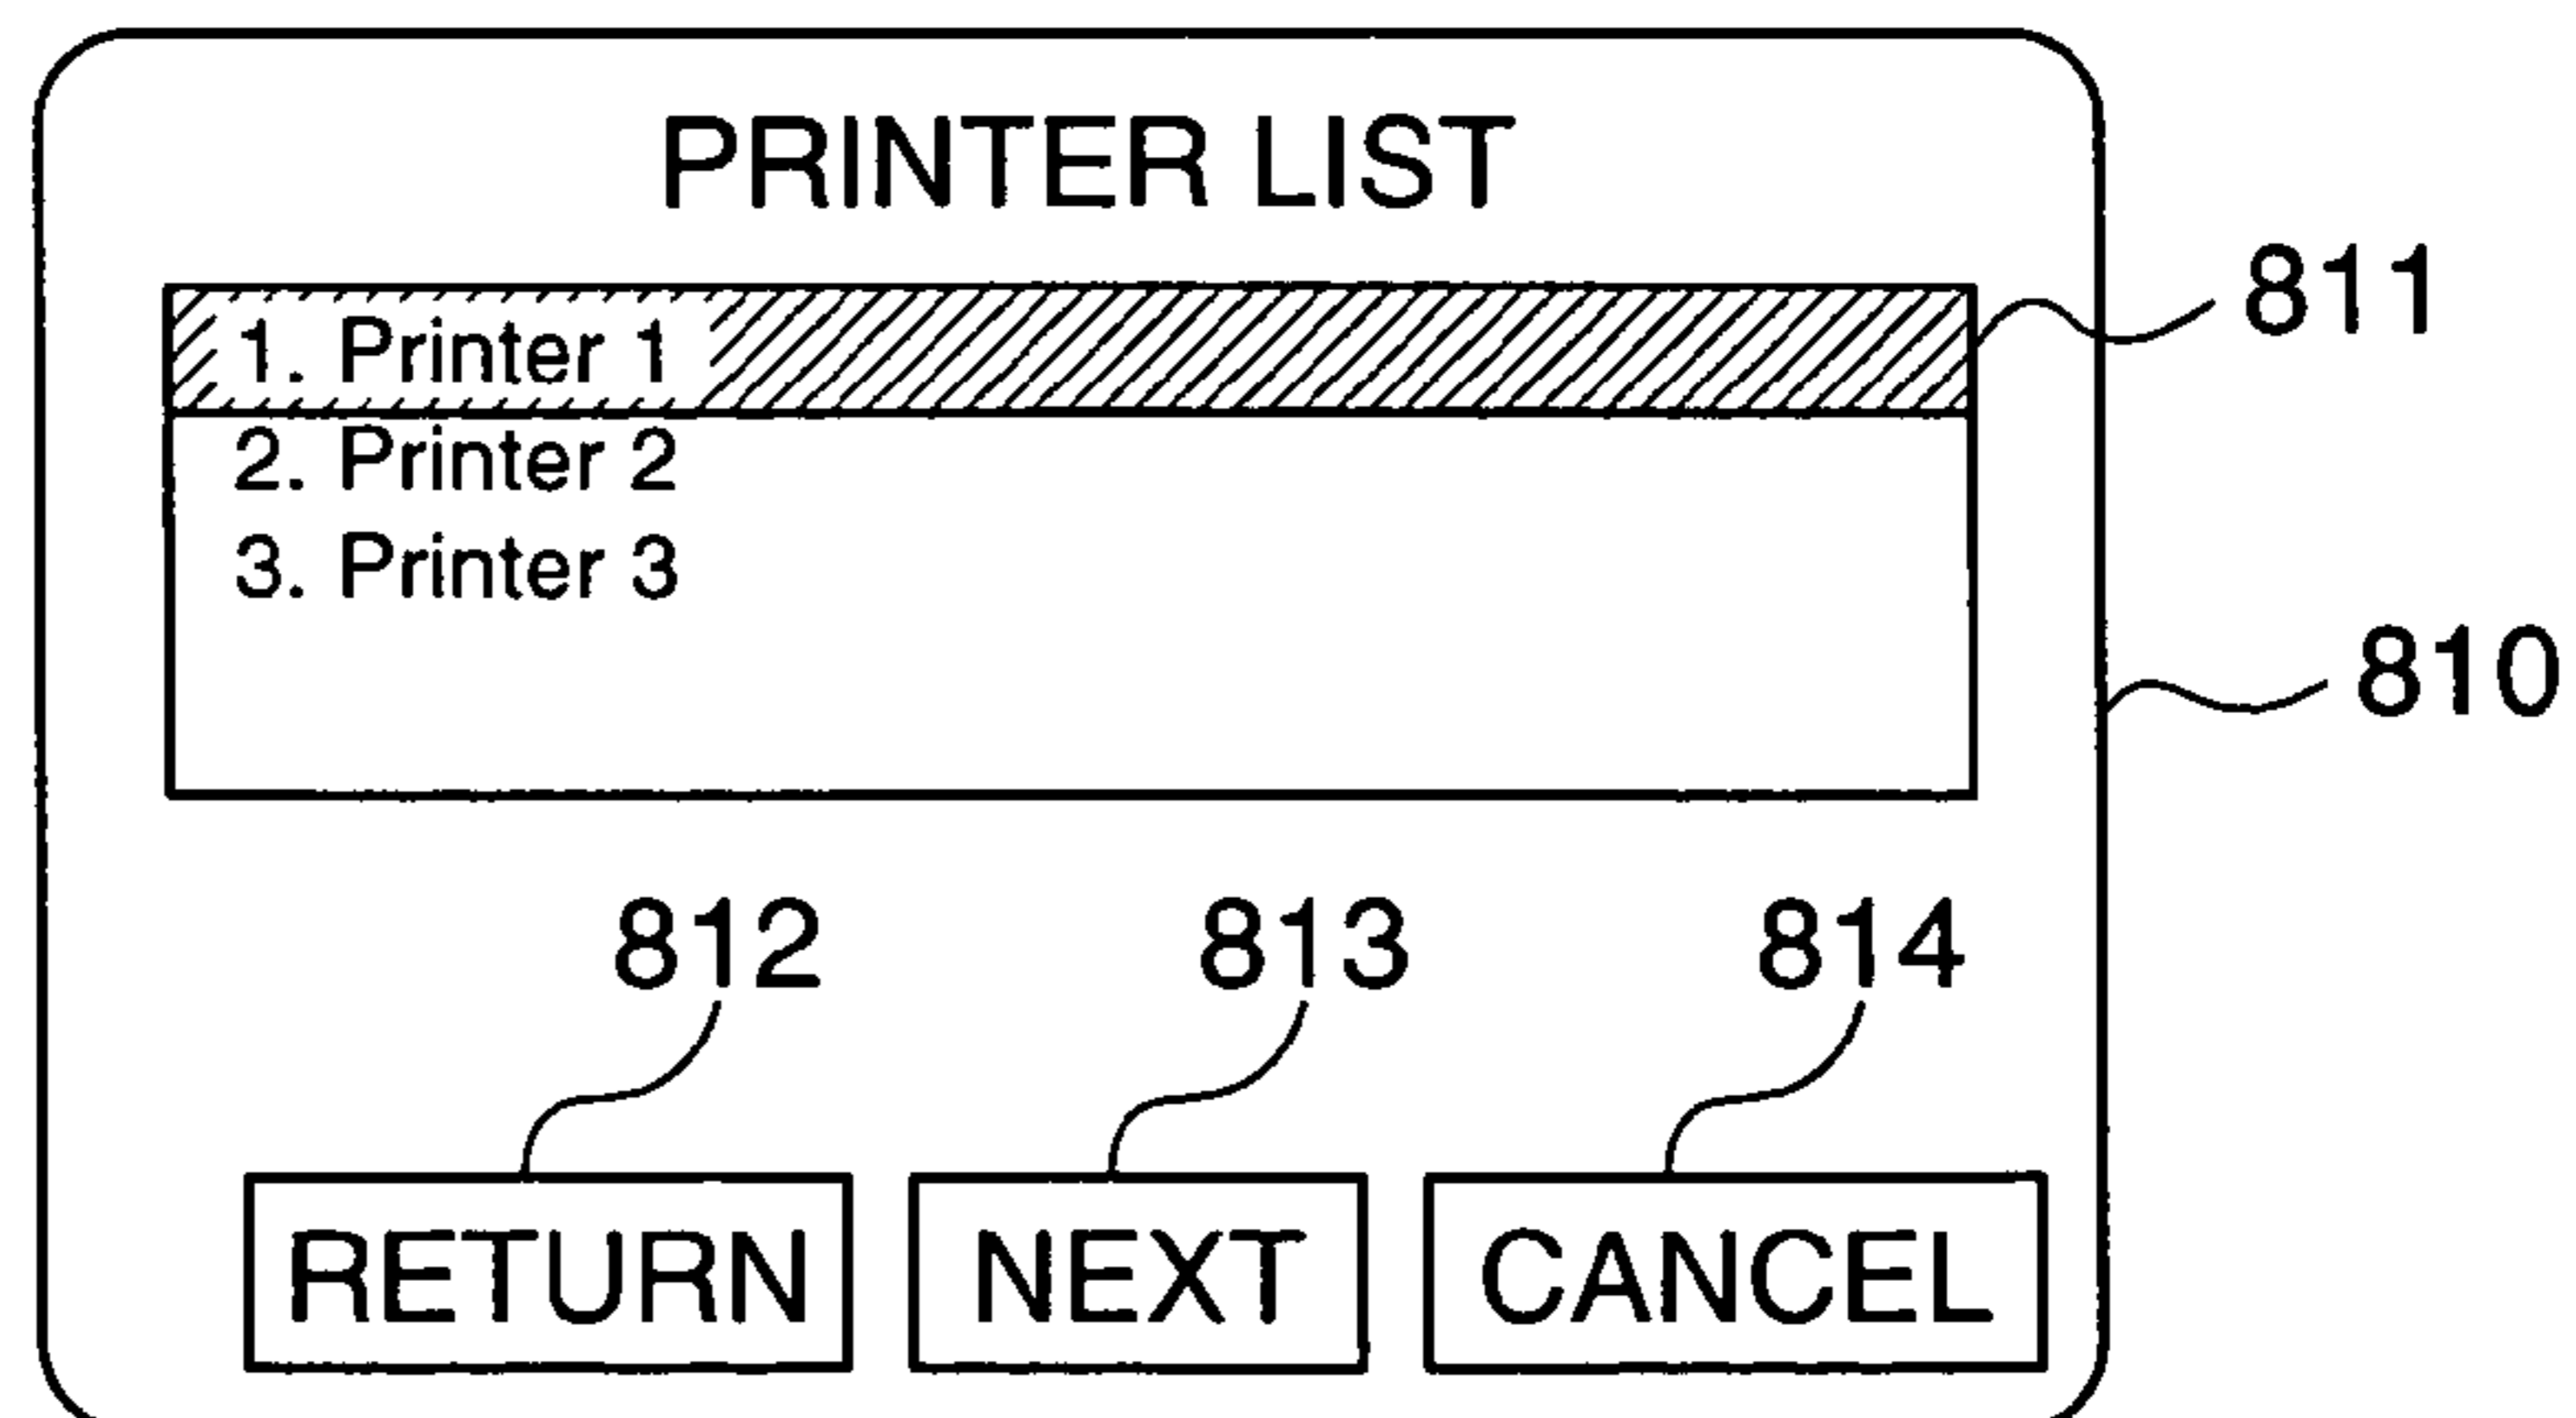 PRINTER LIST
811
1. Printer 1
2. Printer 2
3. Printer 3
810
812 813 814
RETURN NEXT CANCEL